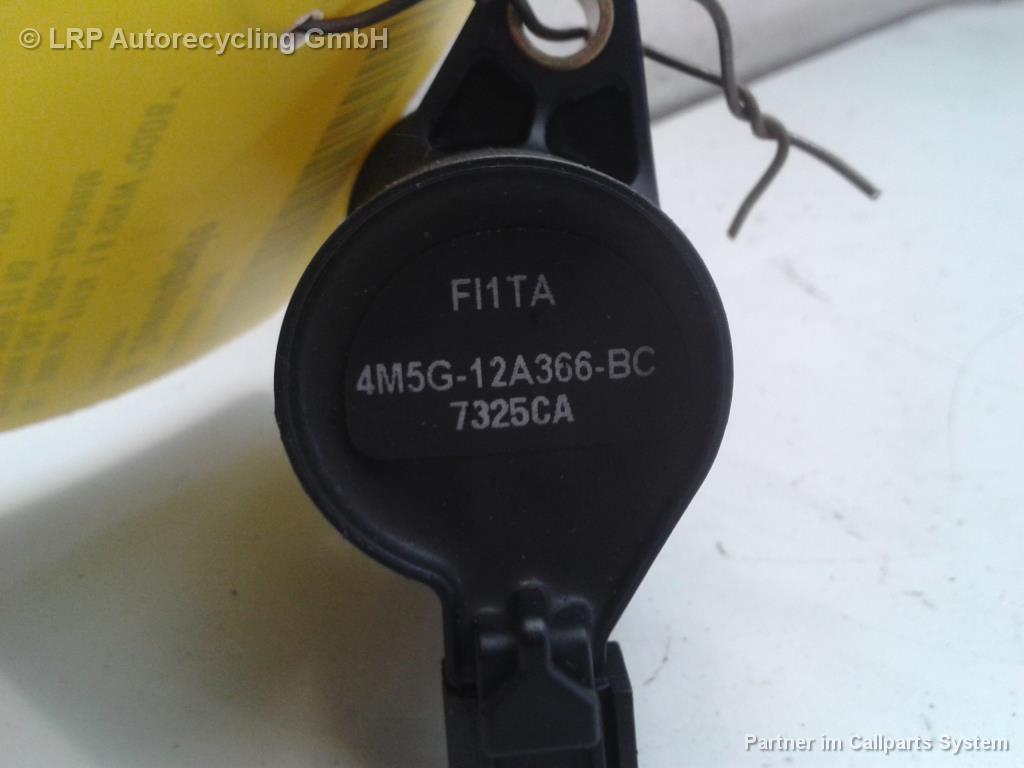 © LRP Autorecycling GmbH
FI1TA
4M5G-12A366-BC
7325CA
Partner im Callparts System